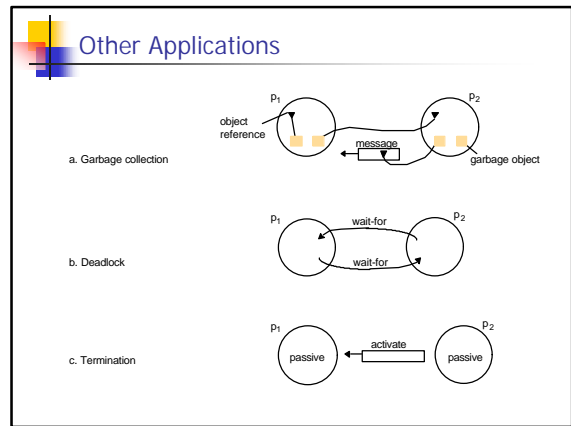 Other Applications
p1
p2
object
reference
message
a. Garbage collection
garbage object
p1
p2
wait-for
b. Deadlock
wait-for
p1
p2
activate
c. Termination
passive
passive